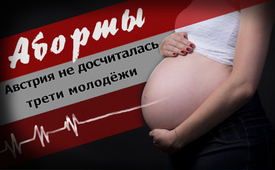 Аборты
Австрия не досчиталась
трети молодёжи